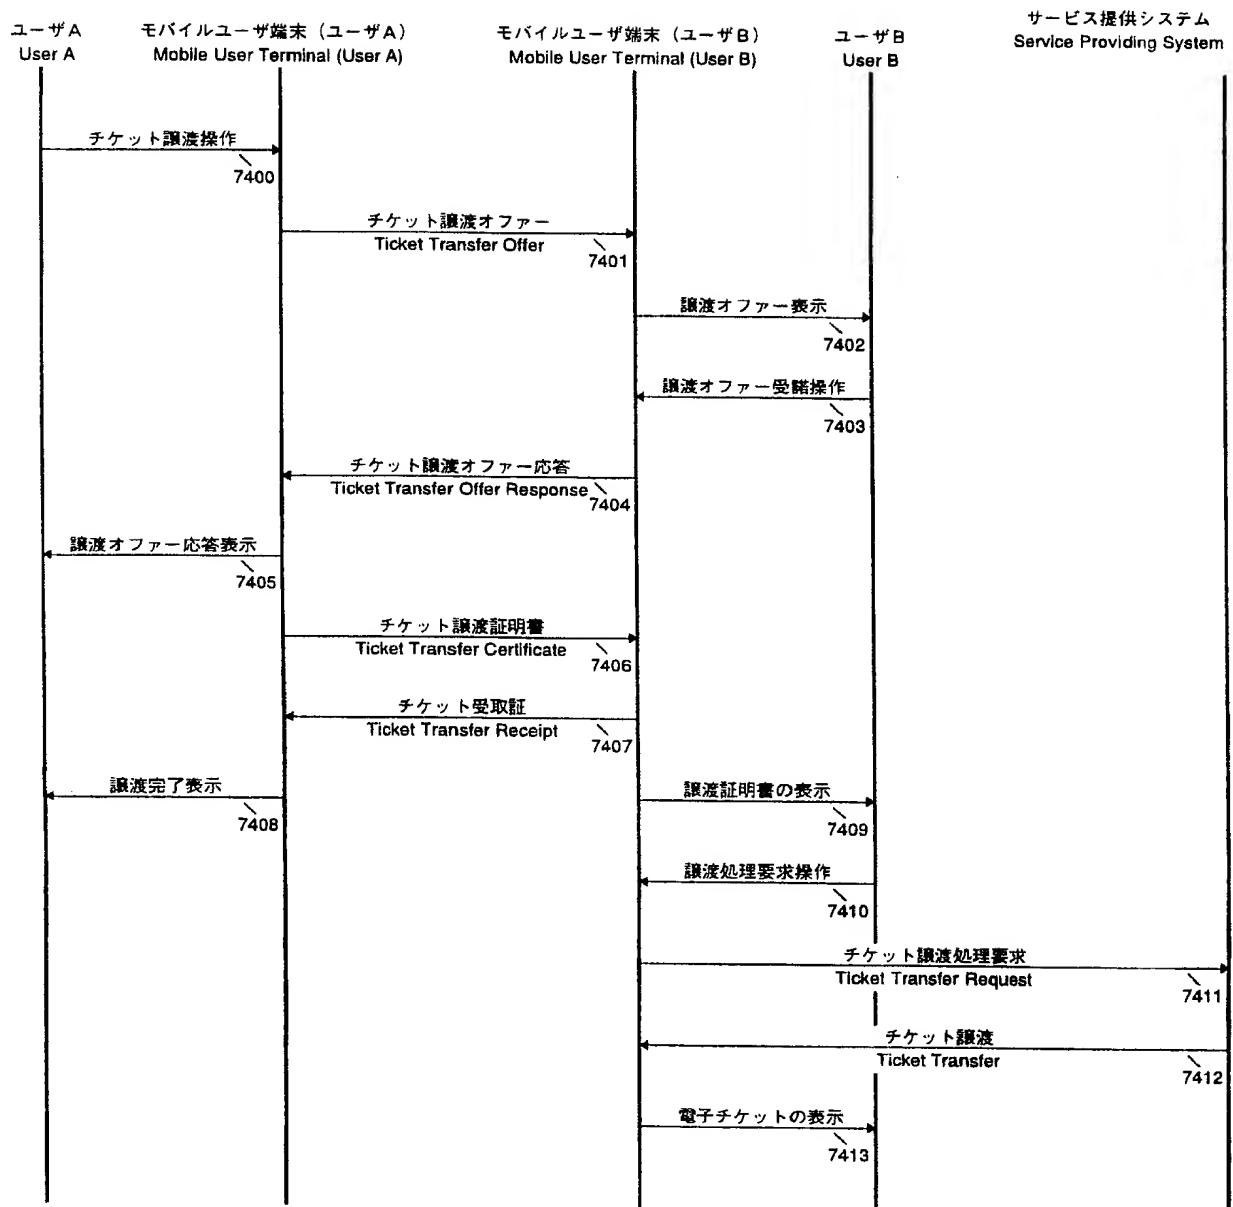 ユーザA
User A
モバイルユーザ端末（ユーザA）
Mobile User Terminal (User A)
モバイルユーザ端末（ユーザB）
Mobile User Terminal (User B)
ユーザB
User B
サービス提供システム
Service Providing System
チケット譲渡操作
7400
チケット譲渡オファー
Ticket Transfer Offer
7401
譲渡オファー表示
7402
譲渡オファー受諾操作
7403
チケット譲渡オファー応答
Ticket Transfer Offer Response
7404
譲渡オファー応答表示
7405
チケット譲渡証明書
Ticket Transfer Certificate
7406
チケット受取証
Ticket Transfer Receipt
7407
譲渡完了表示
7408
譲渡証明書の表示
7409
譲渡処理要求操作
7410
チケット譲渡処理要求
Ticket Transfer Request
7411
チケット譲渡
Ticket Transfer
7412
電子チケットの表示
7413